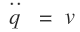 q̈ = v